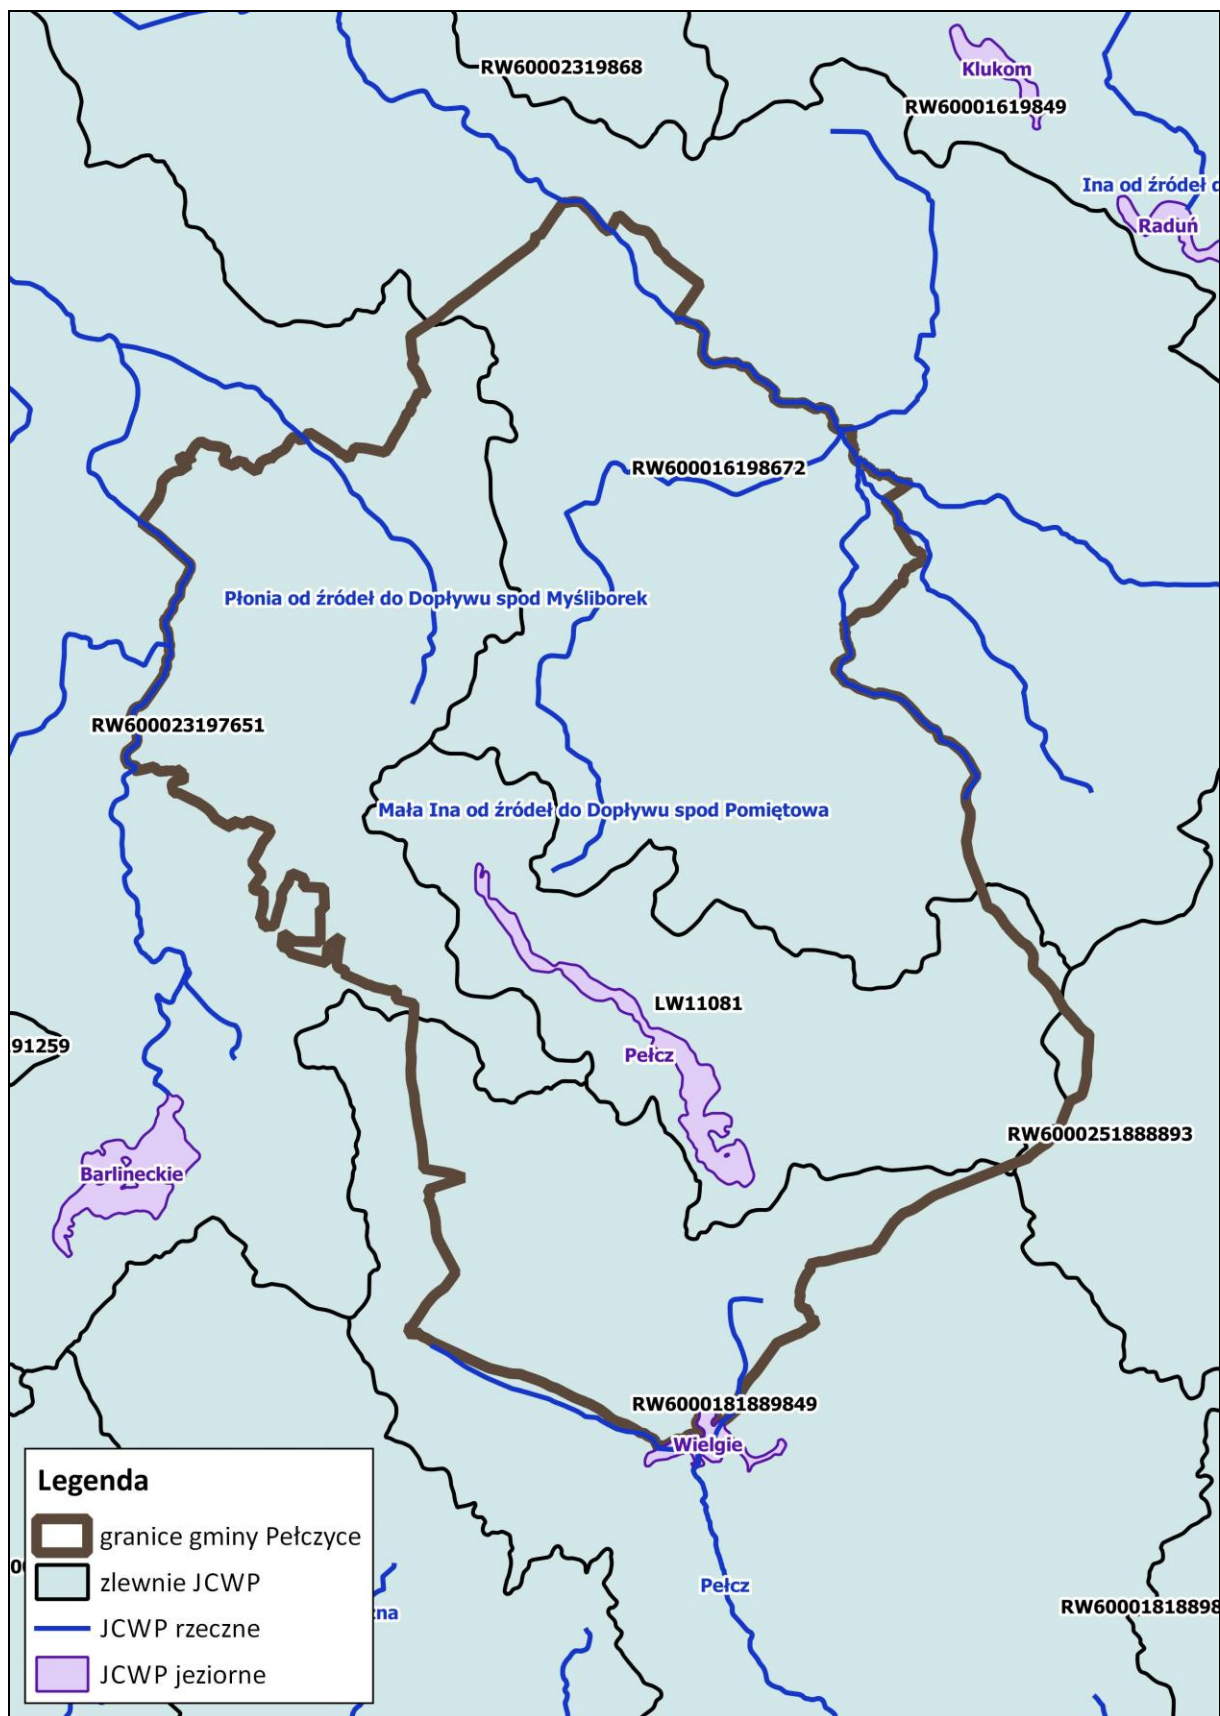 RW60002319868
Klukom
RW60001619849
Ina od źródeł d
Raduń
RW600016198672
Płonia od źródeł do Dopływu spod Myśliborek
RW600023197651
Mała Ina od źródeł do Dopływu spod Pomiętowa
LW11081
91259
Pełcz
RW6000251888893
Barlineckie
RW6000181889849
Wielgie
Legenda
granice gminy Pełczyce
zlewnie JCWP
JCWP rzeczne
JCWP jeziorne
Pełcz
zna
RW60001818898